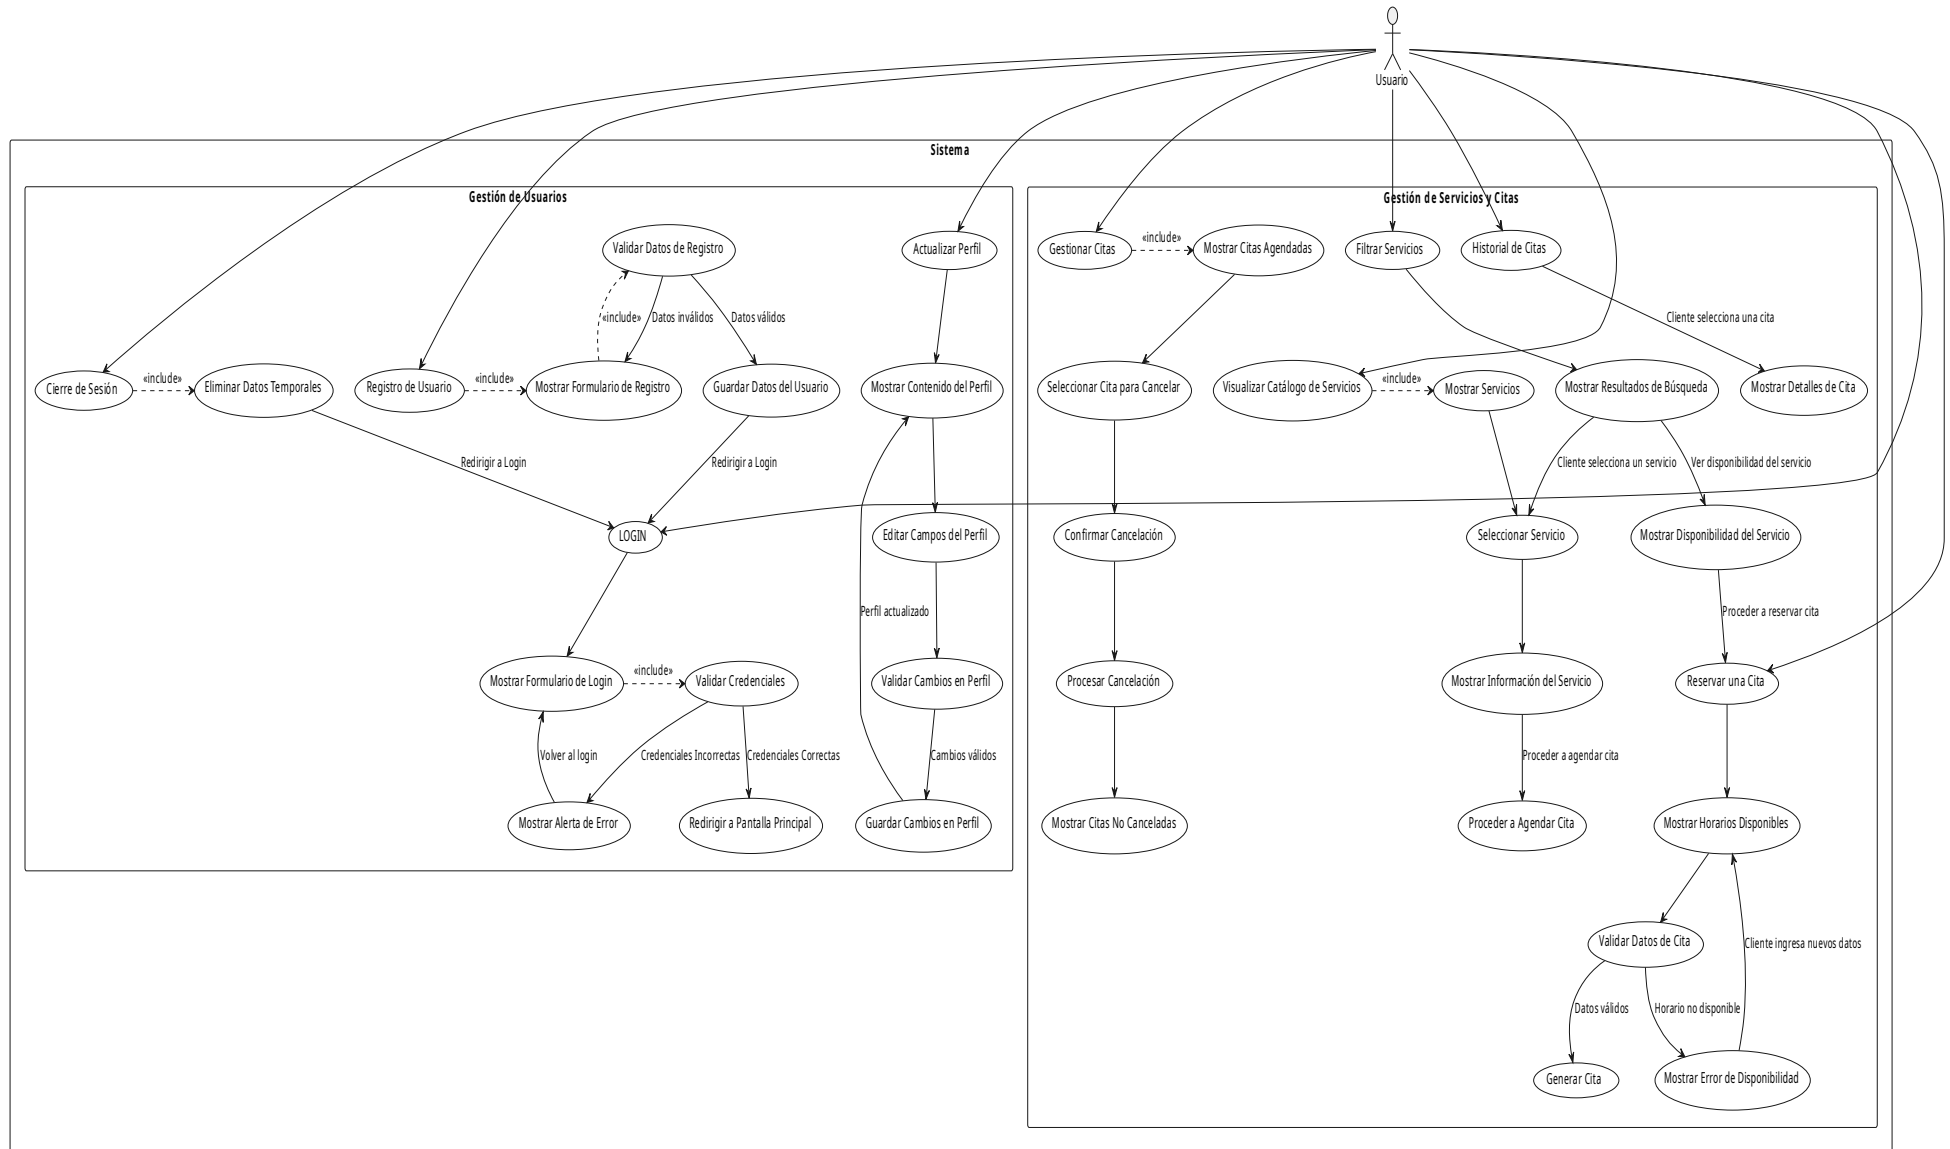 Usuario
Sistema
Gestión de Usuarios
Gestión de Servicios y Citas
Validar Datos de Registro
Actualizar Perfil
Gestionar Citas
«include»
Mostrar Citas Agendadas
Filtrar Servicios
Historial de Citas
«include»
Datos inválidos
Datos válidos
Cliente selecciona una cita
Cierre de Sesión
«include»
Eliminar Datos Temporales
Registro de Usuario
«include»
Mostrar Formulario de Registro
Guardar Datos del Usuario
Mostrar Contenido del Perfil
Seleccionar Cita para Cancelar
Visualizar Catálogo de Servicios
«include»
Mostrar Servicios
Mostrar Resultados de Búsqueda
Mostrar Detalles de Cita
Redirigir a Login
Redirigir a Login
Cliente selecciona un servicio
Ver disponibilidad del servicio
LOGIN
Editar Campos del Perfil
Confirmar Cancelación
Seleccionar Servicio
Mostrar Disponibilidad del Servicio
Perfil actualizado
Proceder a reservar cita
Mostrar Formulario de Login
«include»
Validar Credenciales
Validar Cambios en Perfil
Procesar Cancelación
Mostrar Información del Servicio
Reservar una Cita
Volver al login
Credenciales Incorrectas
Credenciales Correctas
Cambios válidos
Proceder a agendar cita
Mostrar Alerta de Error
Redirigir a Pantalla Principal
Guardar Cambios en Perfil
Mostrar Citas No Canceladas
Proceder a Agendar Cita
Mostrar Horarios Disponibles
Validar Datos de Cita
Cliente ingresa nuevos datos
Datos válidos
Horario no disponible
Generar Cita
Mostrar Error de Disponibilidad